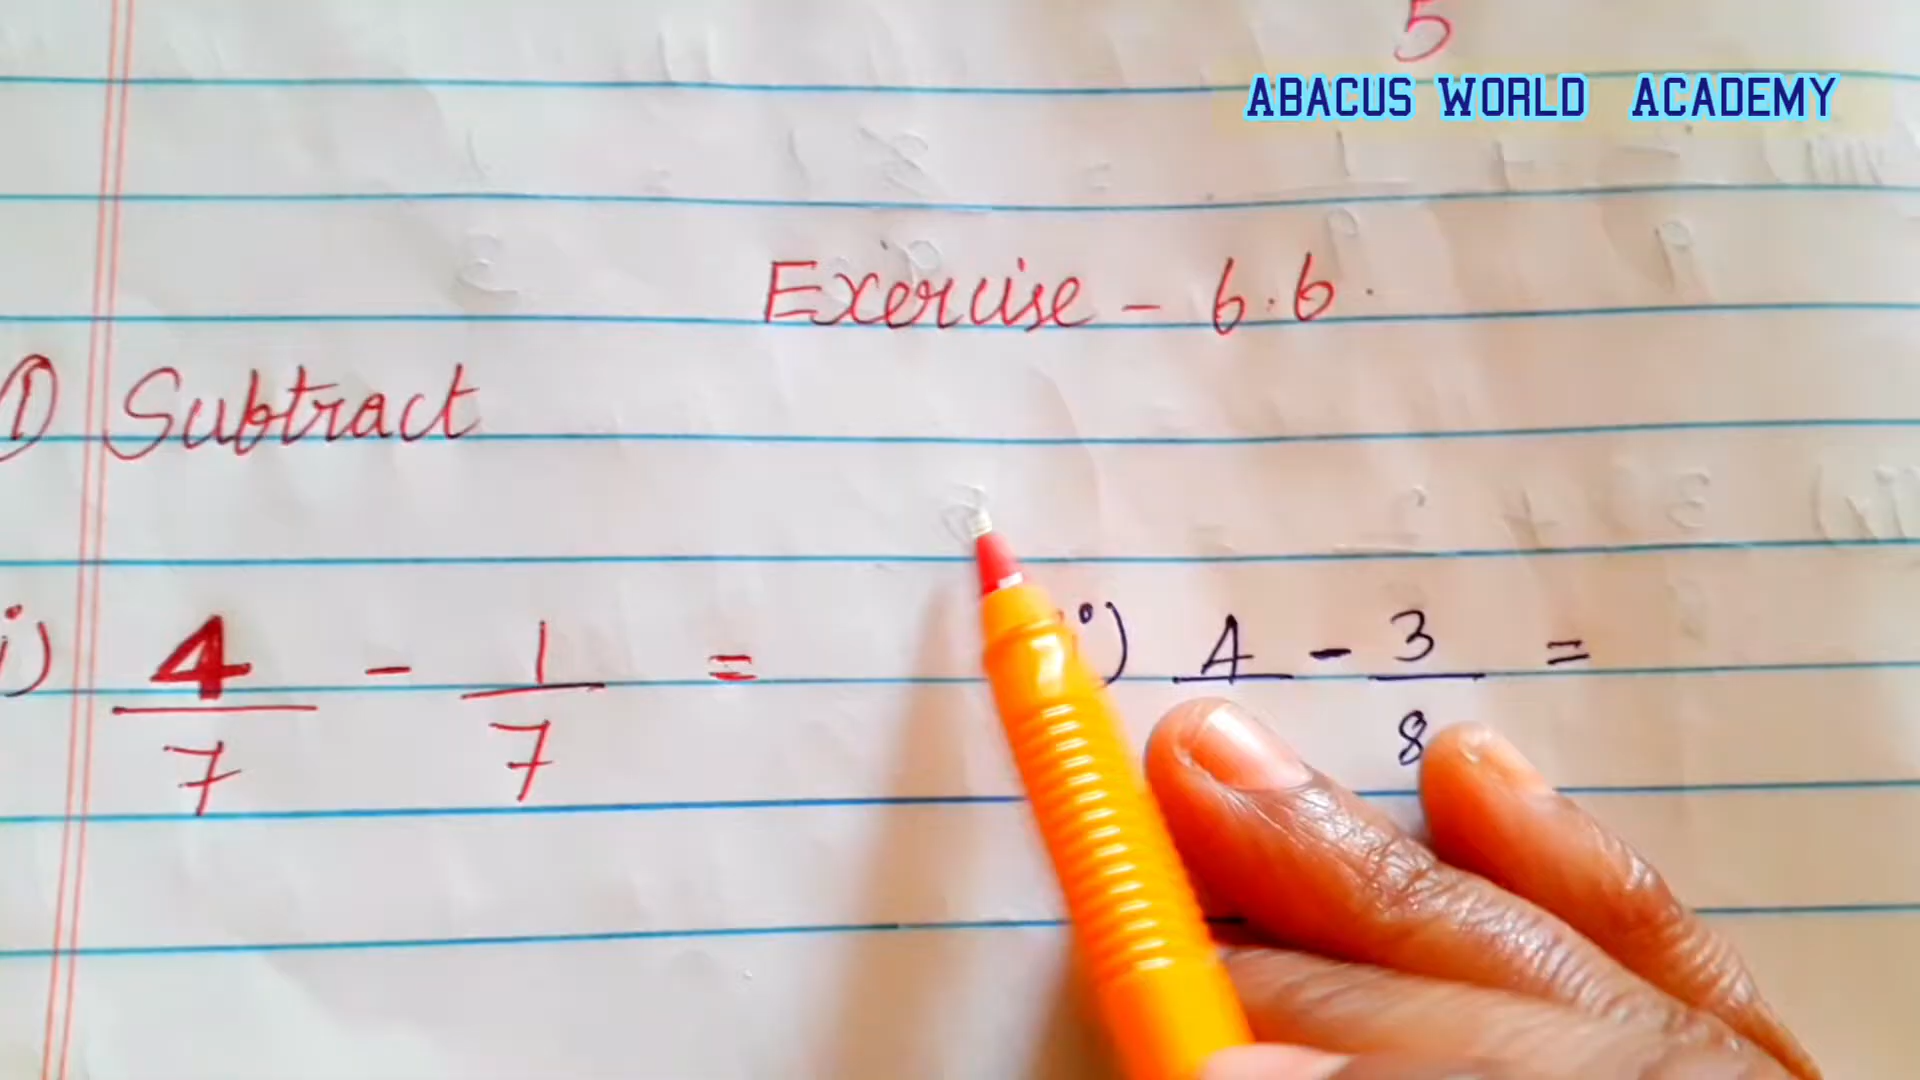 5
ABACUS WORLD ACADEMY
Exercise - 6.6.
① Subtract
i) 4/7 - 1/7 =
) 4/ - 3/8 =